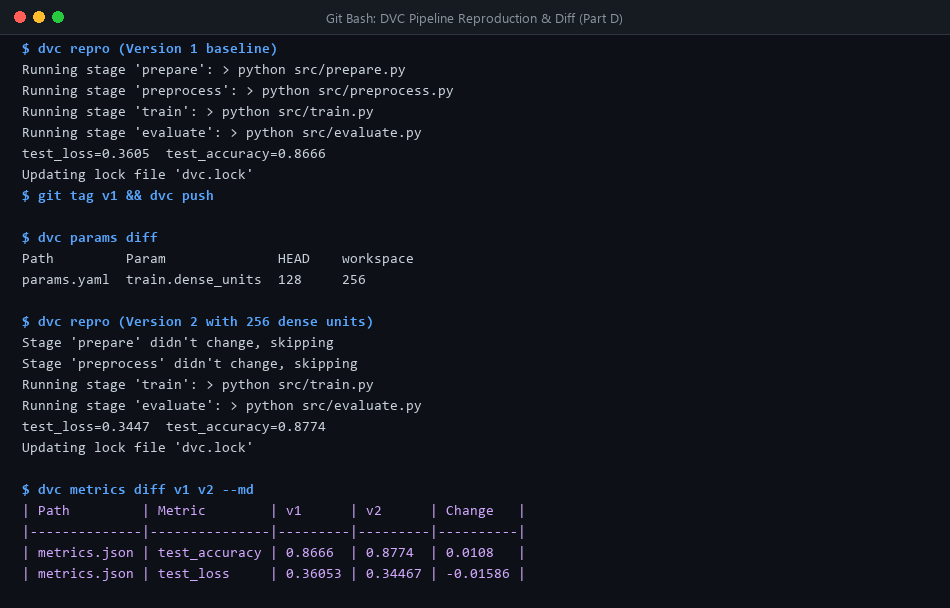 Git Bash: DVC Pipeline Reproduction & Diff (Part D)
$ dvc repro (Version 1 baseline)
Running stage 'prepare': > python src/prepare.py
Running stage 'preprocess': > python src/preprocess.py
Running stage 'train': > python src/train.py
Running stage 'evaluate': > python src/evaluate.py
test_loss=0.3605  test_accuracy=0.8666
Updating lock file 'dvc.lock'
$ git tag v1 && dvc push
$ dvc params diff
Path         Param              HEAD    workspace
params.yaml  train.dense_units  128     256
$ dvc repro (Version 2 with 256 dense units)
Stage 'prepare' didn't change, skipping
Stage 'preprocess' didn't change, skipping
Running stage 'train': > python src/train.py
Running stage 'evaluate': > python src/evaluate.py
test_loss=0.3447  test_accuracy=0.8774
Updating lock file 'dvc.lock'
$ dvc metrics diff v1 v2 --md
| Path         | Metric        | v1      | v2      | Change   |
|--------------|---------------|---------|---------|----------|
| metrics.json | test_accuracy | 0.8666  | 0.8774  | 0.0108   |
| metrics.json | test_loss     | 0.36053 | 0.34467 | -0.01586 |